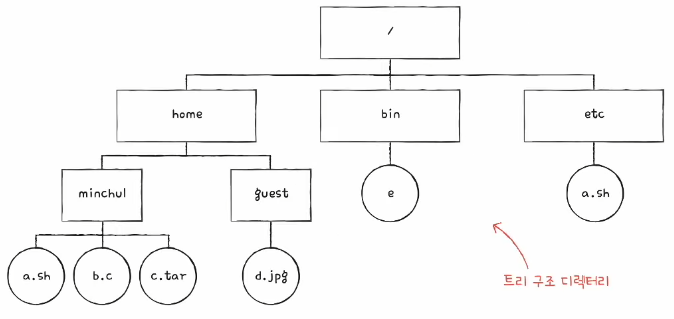 /
home
bin
etc
minchul
guest
e
a.sh
a.sh
b.c
c.tar
d.jpg
트리 구조 디렉터리